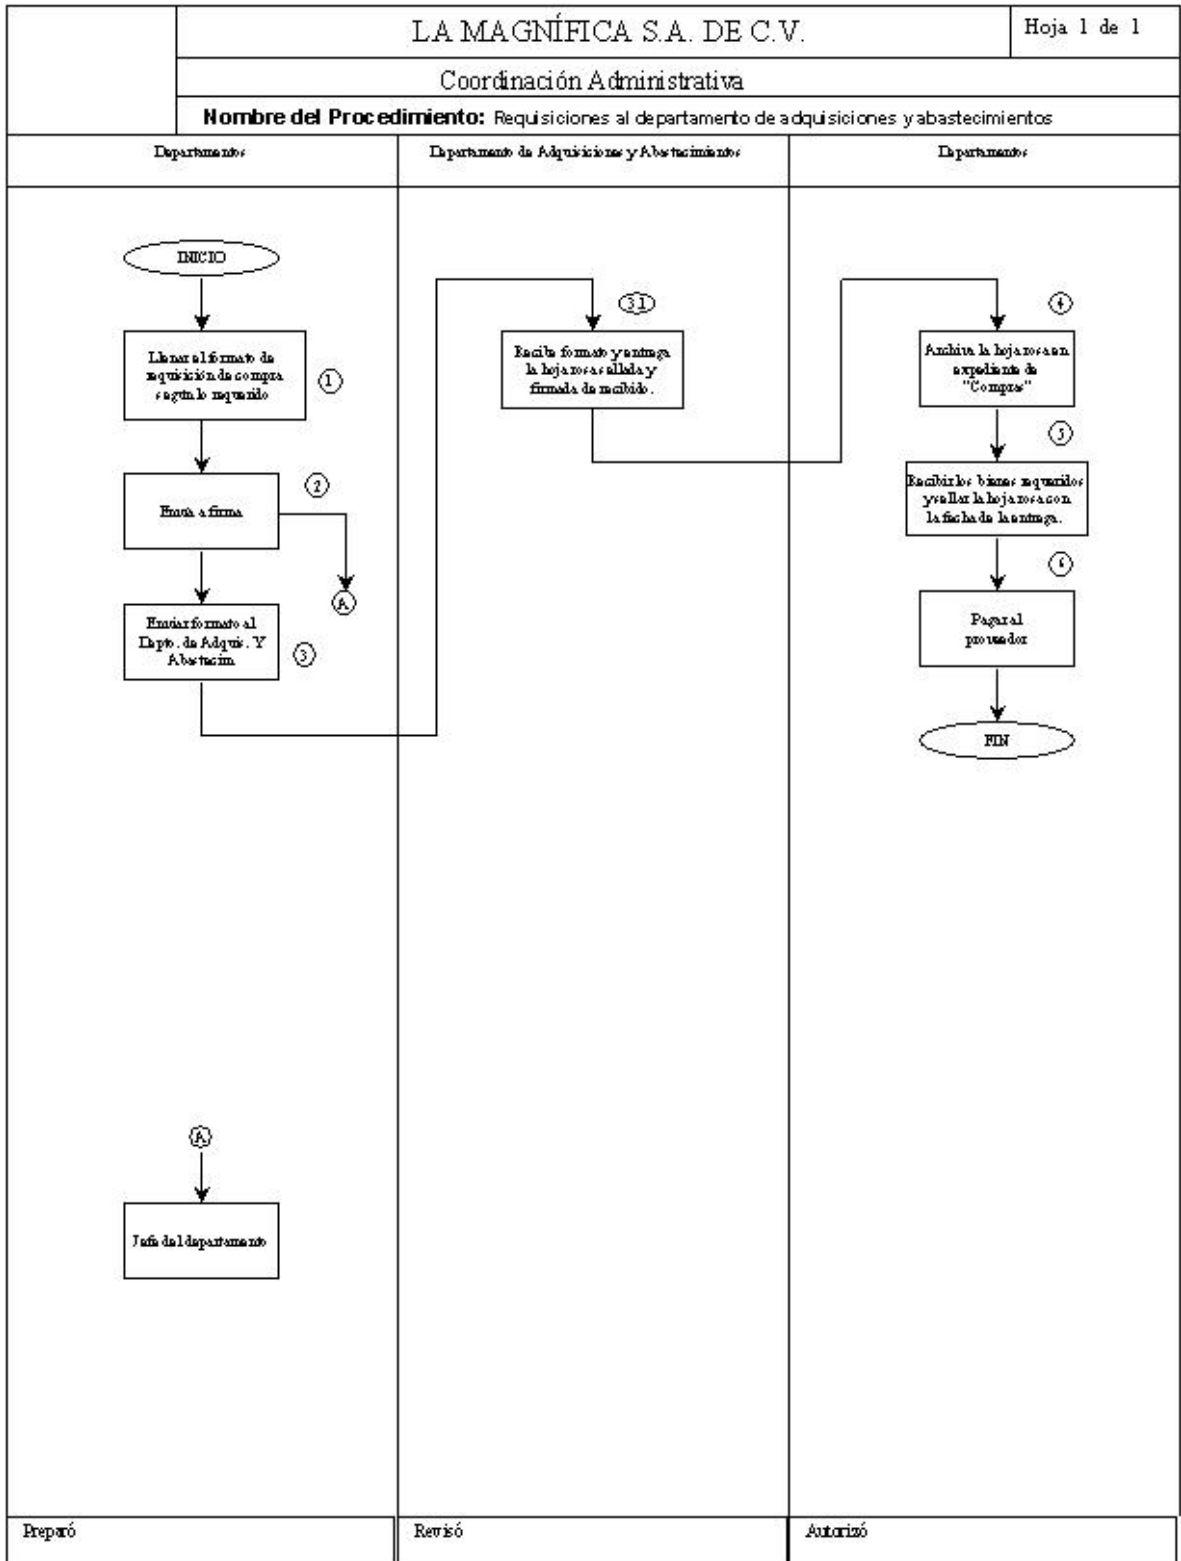 LA MAGNÍFICA S.A. DE C.V.
Hoja 1 de 1
Coordinación Administrativa
Nombre del Procedimiento: Requisiciones al departamento de adquisiciones y abastecimientos
Departamentos
Departamento de Adquisiciones y Abastecimientos
Departamentos
INICIO
Llenar el formato de
requisición de compra
según lo requerido
1
Envía a firma
2
A
Enviar formato al
Depto. de Adquis. Y
Abastecim
3
3.1
Recibe formato y entrega
la hoja rosa sellada y
firmada de recibido.
4
Archiva la hoja rosa en
expediente de
"Compras"
5
Recibir los bienes requeridos
y sellar la hoja rosa con
la fecha de la entrega.
6
Pagar al
proveedor
FIN
A
Jefe del departamento
Preparó
Revisó
Autorizó